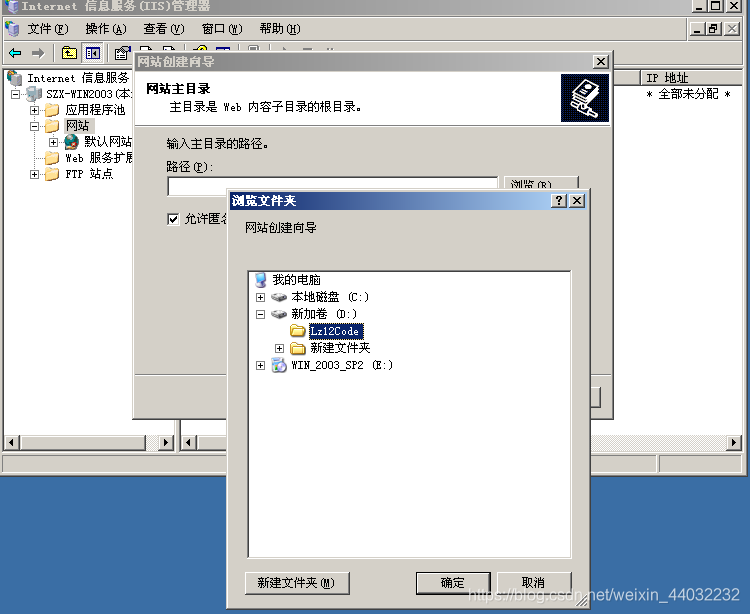 Internet 信息服务(IIS)管理器
文件(F) 操作(A) 查看(V) 窗口(W) 帮助(H)
网站创建向导
网站主目录
主目录是 Web 内容子目录的根目录。
Internet 信息服务
SZX-WIN2003(本
应用程序池
网站
默认网站
Web 服务扩展
FTP 站点
IP 地址
* 全部未分配 *
输入主目录的路径。
路径(P):
浏览(R)
允许匿名
浏览文件夹
网站创建向导
我的电脑
本地磁盘 (C:)
新加卷 (D:)
Lz12Code
新建文件夹
WIN_2003_SP2 (E:)
新建文件夹(M)
确定
取消
https://blog.csdn.net/weixin_44032232